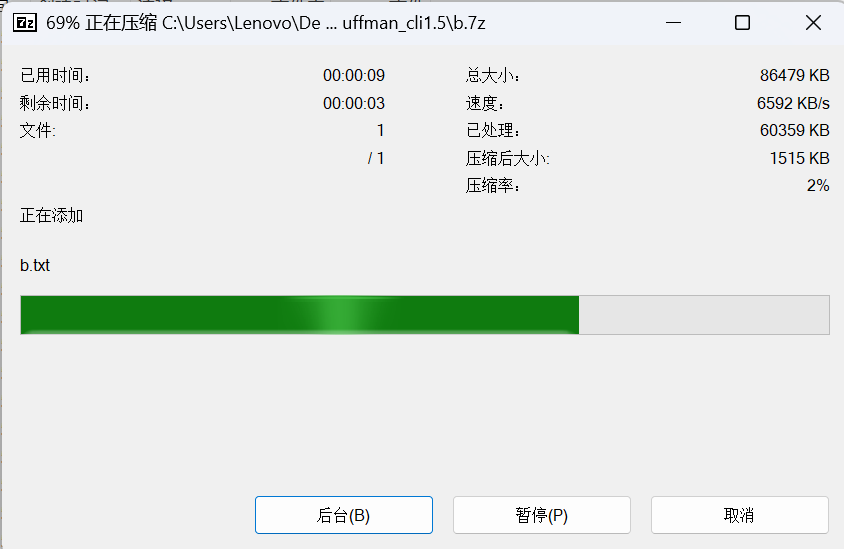 7z 69% 正在压缩 C:\Users\Lenovo\De ... uffman_cli1.5\b.7z
已用时间: 00:00:09 总大小: 86479 KB
剩余时间: 00:00:03 速度: 6592 KB/s
文件: 1 已处理: 60359 KB
/ 1 压缩后大小: 1515 KB
压缩率: 2%
正在添加
b.txt
后台(B) 暂停(P) 取消